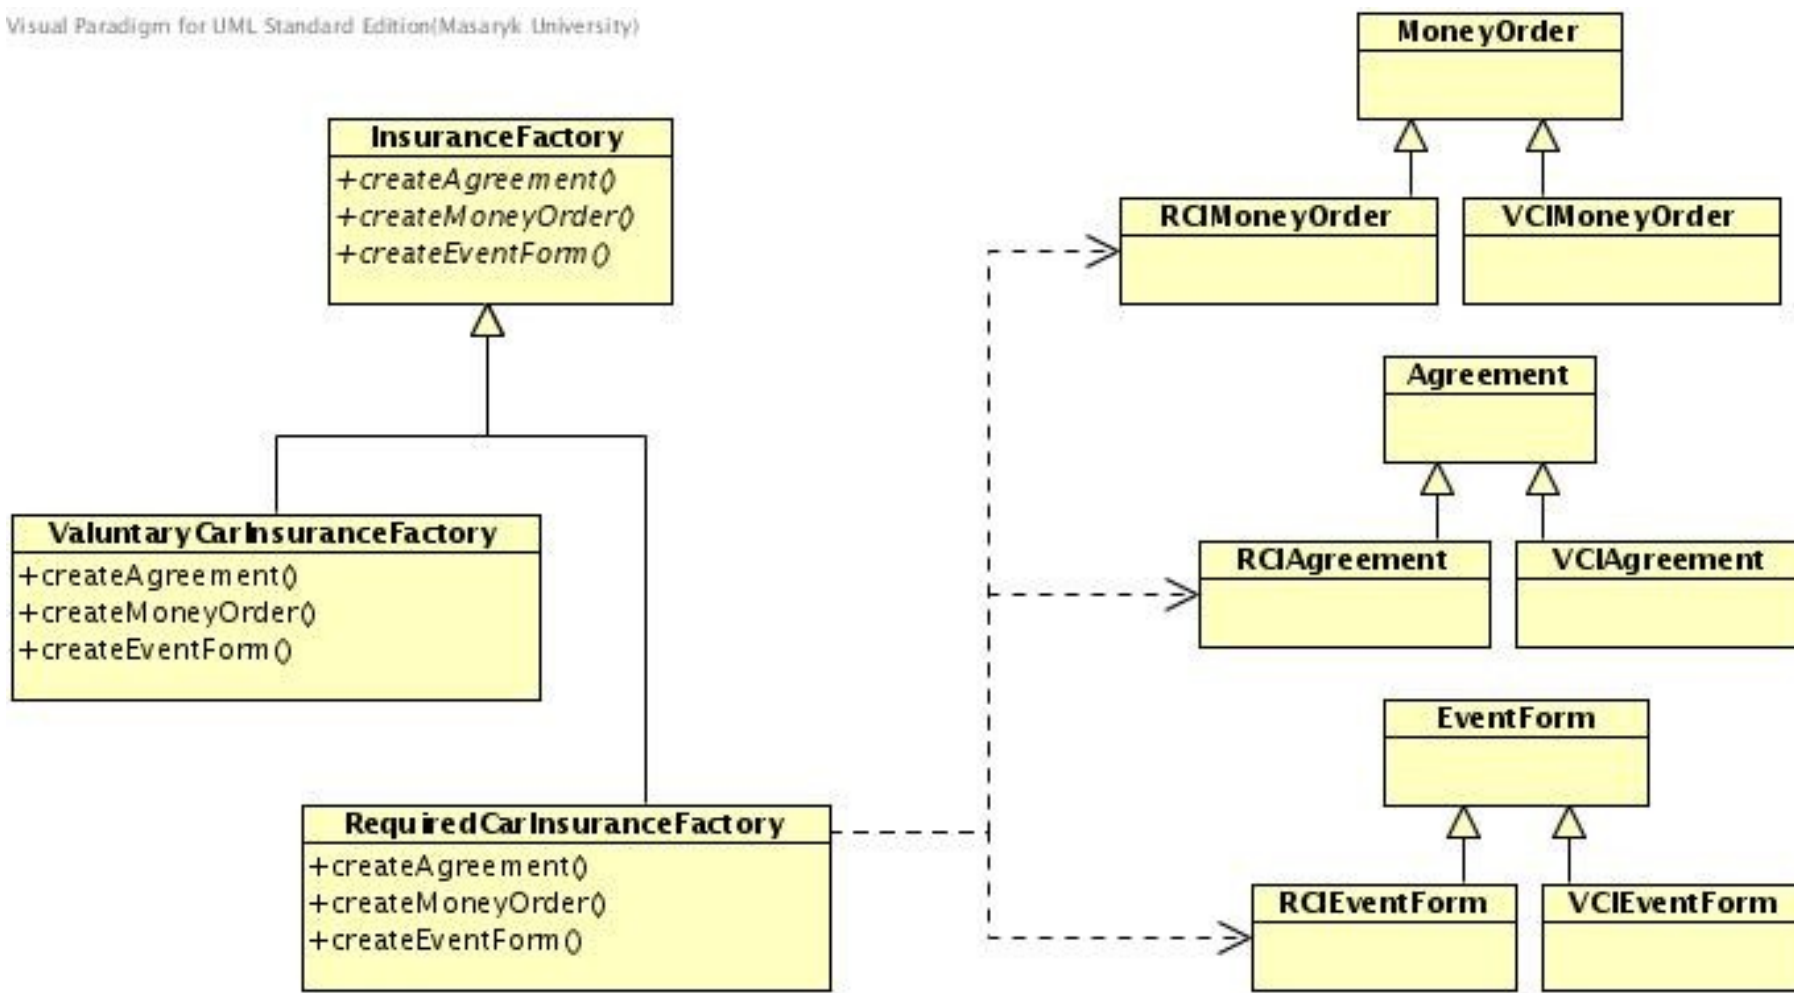 Visual Paradigm for UML Standard Edition(Masaryk University)
InsuranceFactory
+createAgreement()
+createMoneyOrder()
+createEventForm()
ValuntaryCarInsuranceFactory
+createAgreement()
+createMoneyOrder()
+createEventForm()
RequiredCarInsuranceFactory
+createAgreement()
+createMoneyOrder()
+createEventForm()
MoneyOrder
RCIMoneyOrder
VCIMoneyOrder
Agreement
RCIAgreement
VCIAgreement
EventForm
RCIEventForm
VCIEventForm